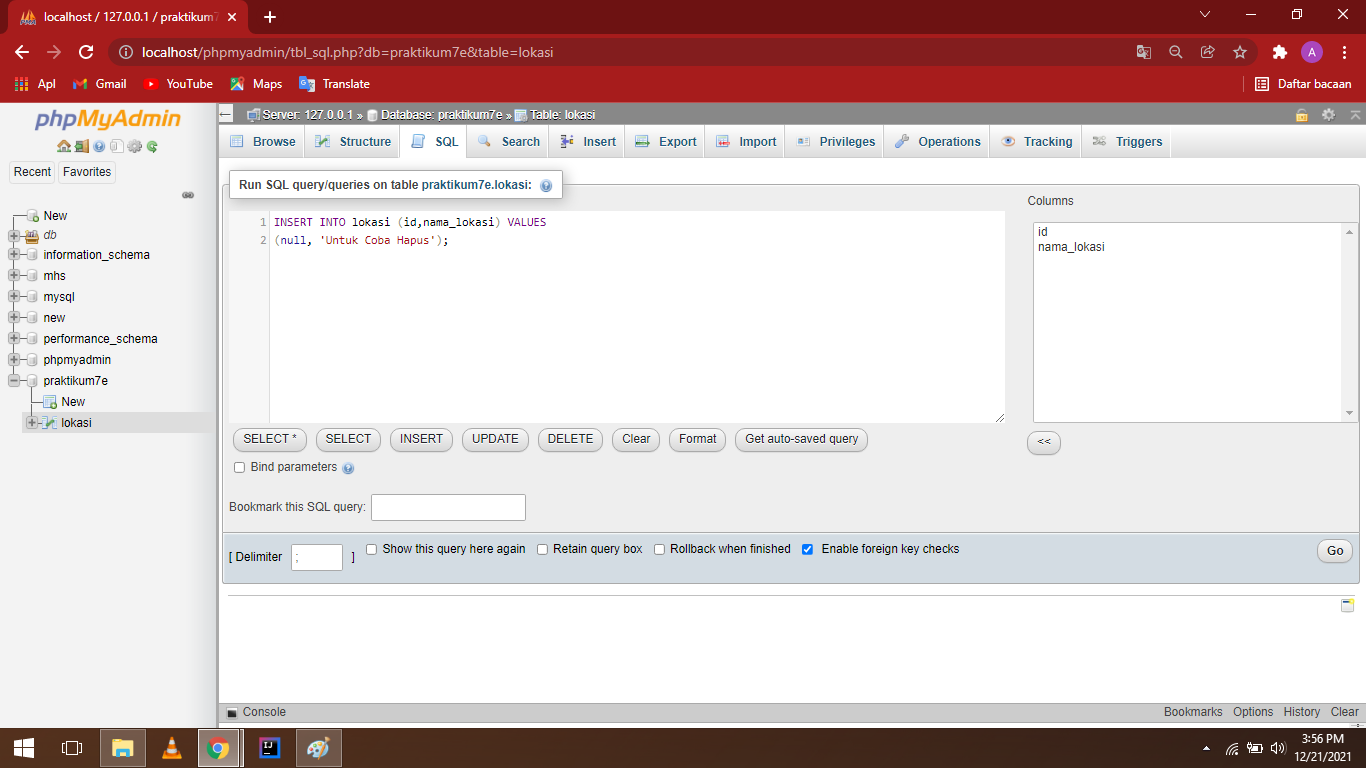 localhost / 127.0.0.1 / praktikum7
localhost/phpmyadmin/tbl_sql.php?db=praktikum7e&table=lokasi
A
Apl Gmail YouTube Maps Translate Daftar bacaan
phpMyAdmin
Recent Favorites
New
db
information_schema
mhs
mysql
new
performance_schema
phpmyadmin
praktikum7e
New
lokasi
Server: 127.0.0.1 » Database: praktikum7e » Table: lokasi
Browse Structure SQL Search Insert Export Import Privileges Operations Tracking Triggers
Run SQL query/queries on table praktikum7e.lokasi:
1 INSERT INTO lokasi (id,nama_lokasi) VALUES
2 (null, 'Untuk Coba Hapus');
Columns
id
nama_lokasi
SELECT * SELECT INSERT UPDATE DELETE Clear Format Get auto-saved query
<<
Bind parameters
Bookmark this SQL query:
[ Delimiter ; ] Show this query here again Retain query box Rollback when finished Enable foreign key checks
Go
Console Bookmarks Options History Clear
3:56 PM
12/21/2021